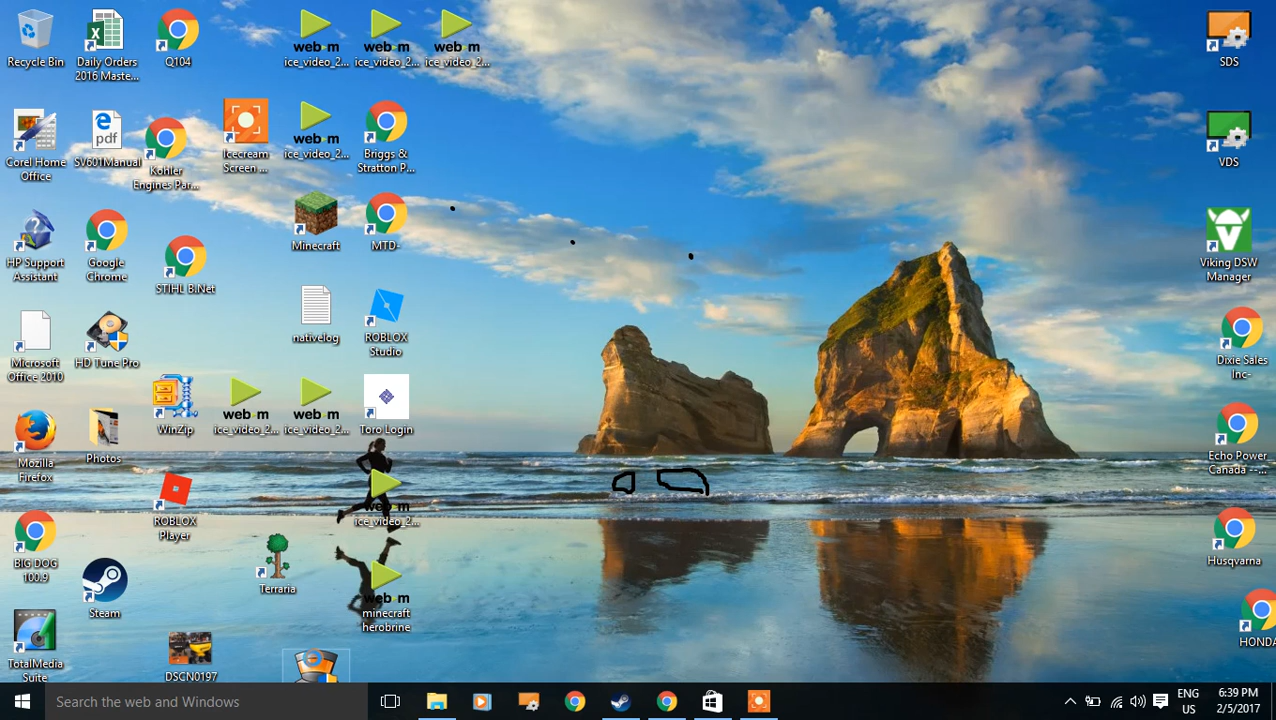 Recycle Bin
Daily Orders
2016 Maste...
Q104
web-m
ice_video_2...
web-m
ice_video_2...
web-m
ice_video_2...
SDS
Corel Home
Office
pdf
SV601Manual
Kohler
Engines Par...
Icecream
Screen ...
web-m
ice_video_2...
Briggs &
Stratton P...
VDS
HP Support
Assistant
Google
Chrome
STIHL B.Net
Minecraft
MTD-
Viking DSW
Manager
Microsoft
Office 2010
HD Tune Pro
nativelog
ROBLOX
Studio
Dixie Sales
Inc-
Mozilla
Firefox
Photos
WinZip
web-m
ice_video_2...
web-m
ice_video_2...
Toro Login
Echo Power
Canada --...
BIG DOG
100.9
ROBLOX
Player
web-m
ice_video_2...
Husqvarna
Steam
Terraria
web-m
minecraft
herobrine
HONDA
TotalMedia
Suite
DSCN0197
Search the web and Windows
ENG
US
6:39 PM
2/5/2017